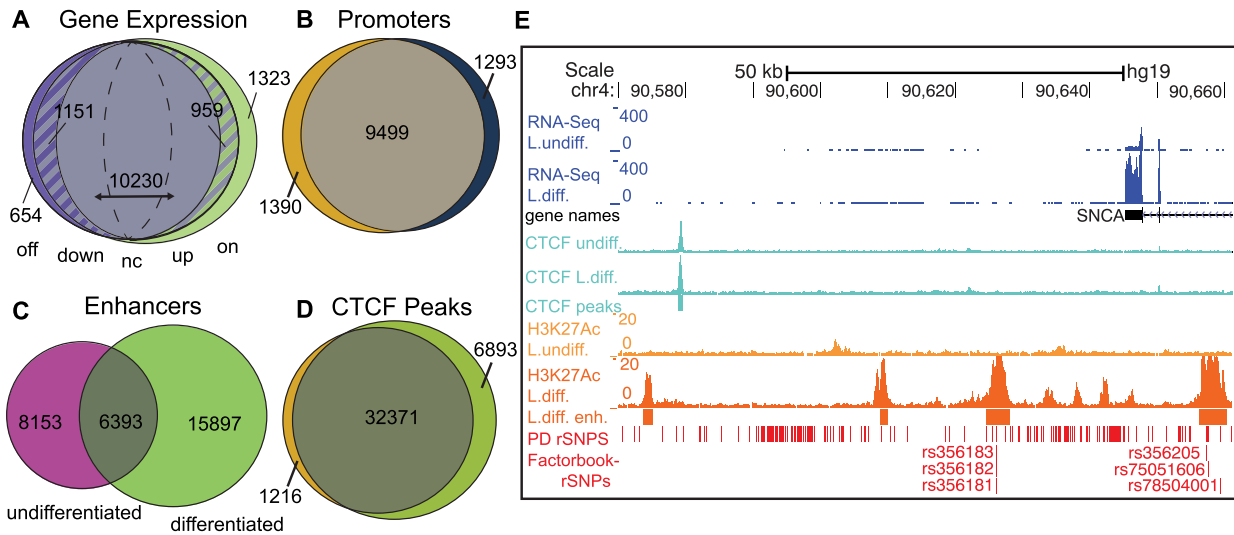 A Gene Expression
1323
1151
959
10230
654
off down nc up on
B Promoters
1293
9499
1390
C Enhancers
8153 6393 15897
undifferentiated differentiated
D CTCF Peaks
6893
32371
1216
E
Scale 50 kb hg19
chr4: 90,580 90,600 90,620 90,640 90,660
RNA-Seq 400
L.undiff. 0
RNA-Seq 400
L.diff. 0
gene names SNCA
CTCF undiff.
CTCF L.diff.
CTCF peaks
H3K27Ac 20
L.undiff. 0
H3K27Ac 20
L.diff. 0
L.diff. enh.
PD rSNPS
Factorbook- rs356183 rs356205
rSNPs rs356182 rs75051606
rs356181 rs78504001